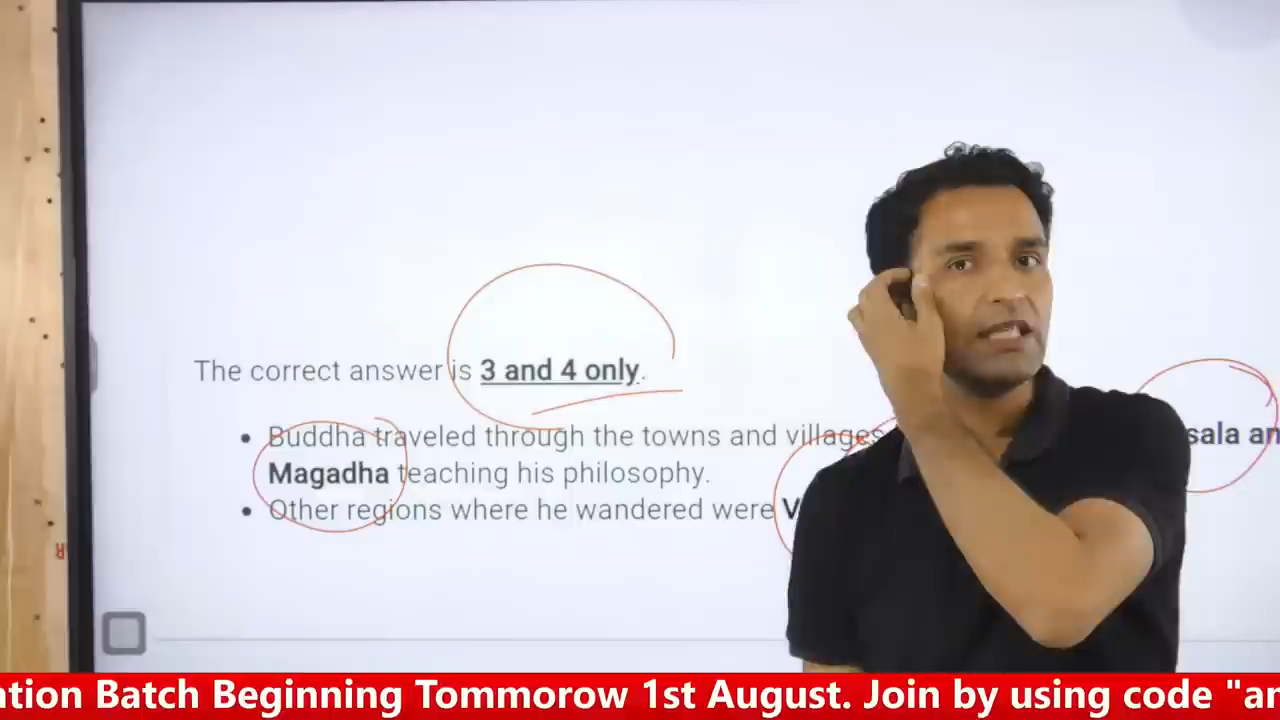 The correct answer is 3 and 4 only.
• Buddha traveled through the towns and villages sala an
Magadha teaching his philosophy.
• Other regions where he wandered were V
ation Batch Beginning Tommorow 1st August. Join by using code "ar